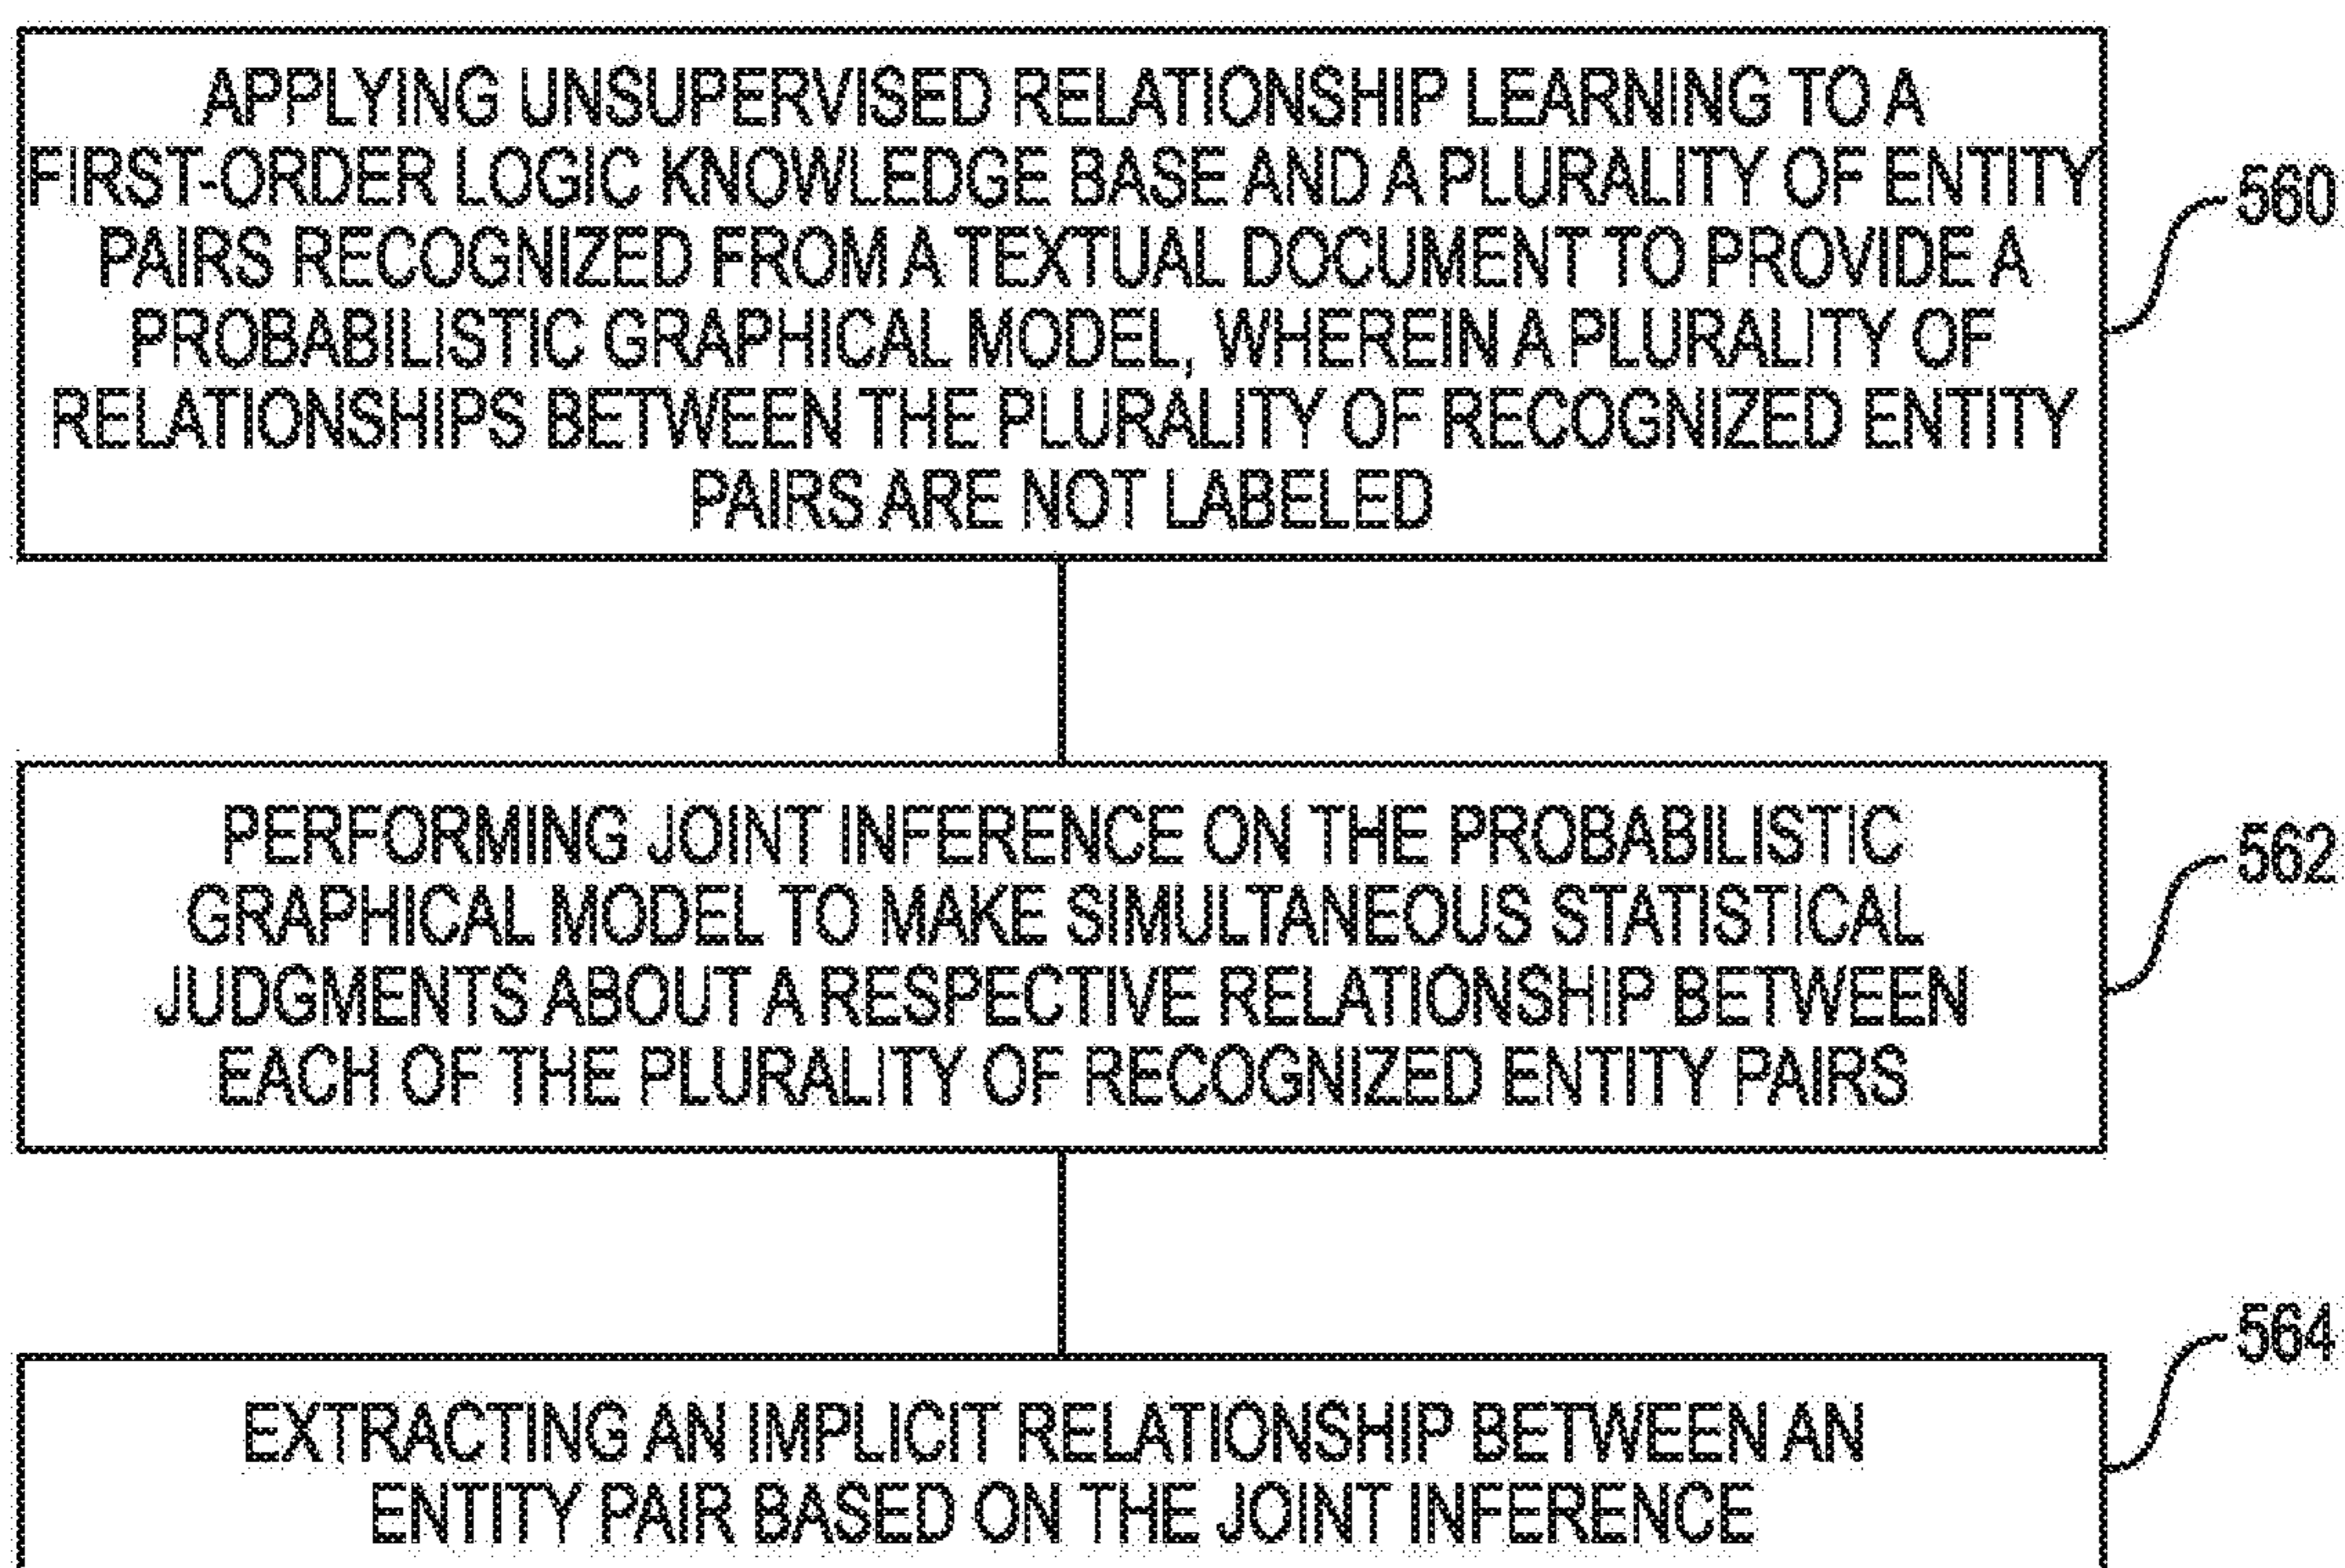 APPLYING UNSUPERVISED RELATIONSHIP LEARNING TO A
FIRST-ORDER LOGIC KNOWLEDGE BASE AND A PLURALITY OF ENTITY
PAIRS RECOGNIZED FROM A TEXTUAL DOCUMENT TO PROVIDE A
PROBABILISTIC GRAPHICAL MODEL, WHEREIN A PLURALITY OF
RELATIONSHIPS BETWEEN THE PLURALITY OF RECOGNIZED ENTITY
PAIRS ARE NOT LABELED
560
PERFORMING JOINT INFERENCE ON THE PROBABILISTIC
GRAPHICAL MODEL TO MAKE SIMULTANEOUS STATISTICAL
JUDGMENTS ABOUT A RESPECTIVE RELATIONSHIP BETWEEN
EACH OF THE PLURALITY OF RECOGNIZED ENTITY PAIRS
562
EXTRACTING AN IMPLICIT RELATIONSHIP BETWEEN AN
ENTITY PAIR BASED ON THE JOINT INFERENCE
564